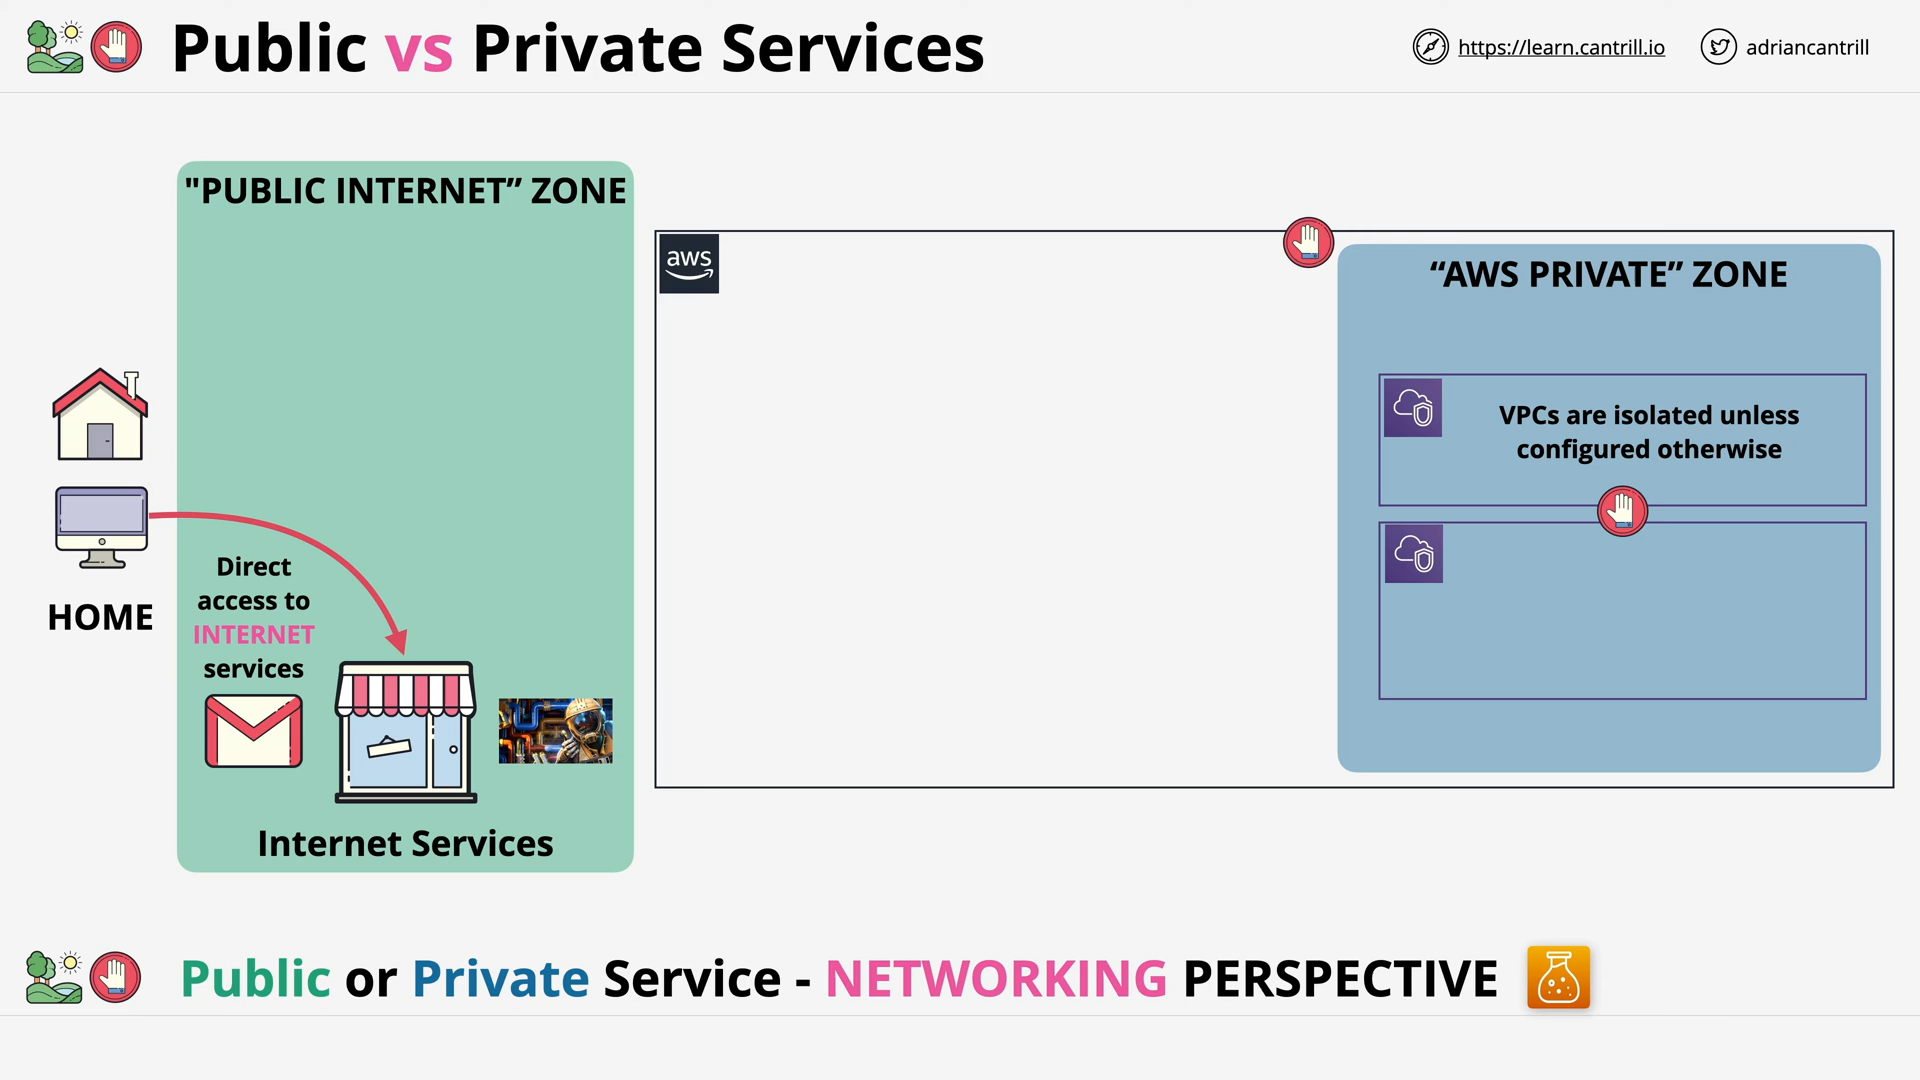 Public vs Private Services
https://learn.cantrill.io
adriancantrill
"PUBLIC INTERNET” ZONE
aws
“AWS PRIVATE” ZONE
VPCs are isolated unless
configured otherwise
HOME
Direct
access to
INTERNET
services
Internet Services
Public or Private Service - NETWORKING PERSPECTIVE